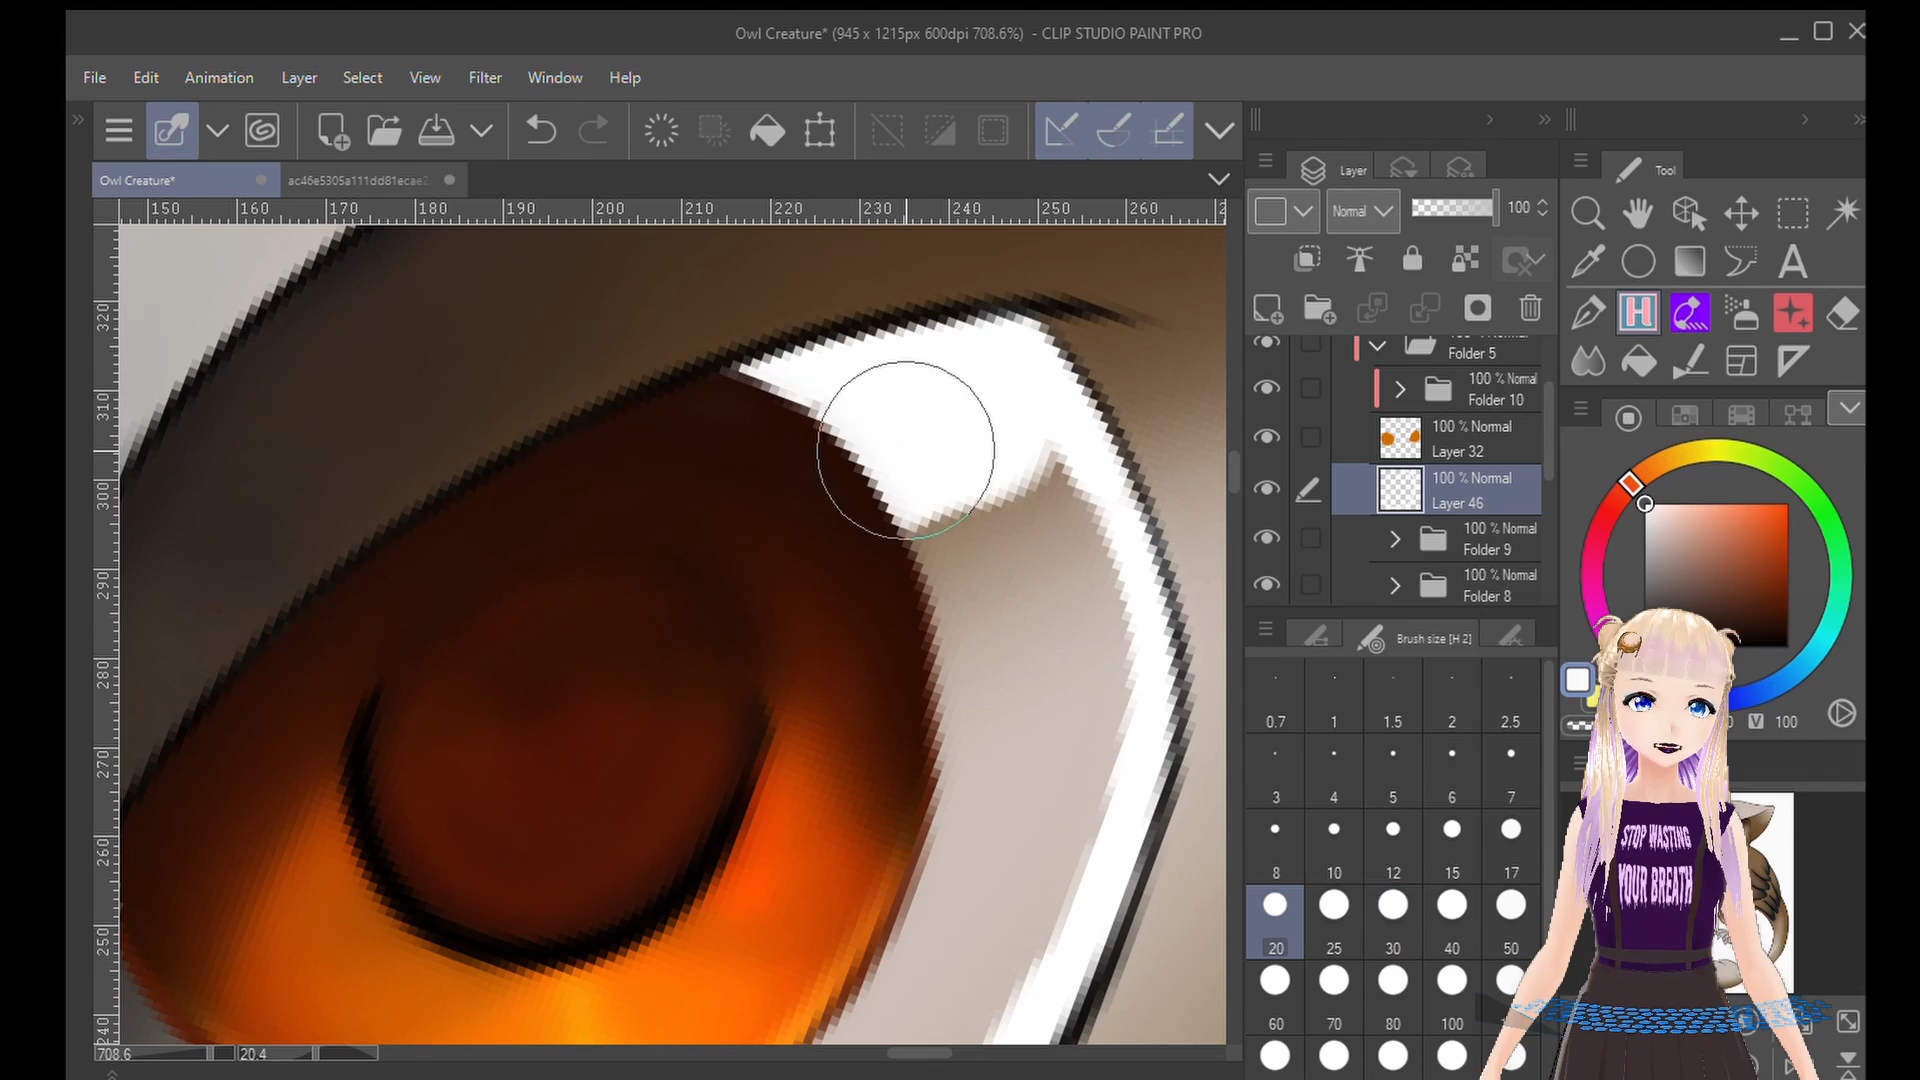 Owl Creature* (945 x 1215px 600dpi 708.6%) - CLIP STUDIO PAINT PRO
File Edit Animation Layer Select View Filter Window Help
Owl Creature* ac46e5305a111dd81ecae2
150 160 170 180 190 200 210 220 230 240 250 260 2
320
310
300
290
280
270
260
250
240
708.6 20.4
Layer
Normal 100
Folder 5
100 % Normal
Folder 10
100 % Normal
Layer 32
100 % Normal
Layer 46
100 % Normal
Folder 9
100 % Normal
Folder 8
Brush size [H 2]
0.7 1 1.5 2 2.5
3 4 5 6 7
8 10 12 15 17
20 25 30 40 50
60 70 80 100
Tool
A
H
V 100
STOP WASTING
YOUR BREATH